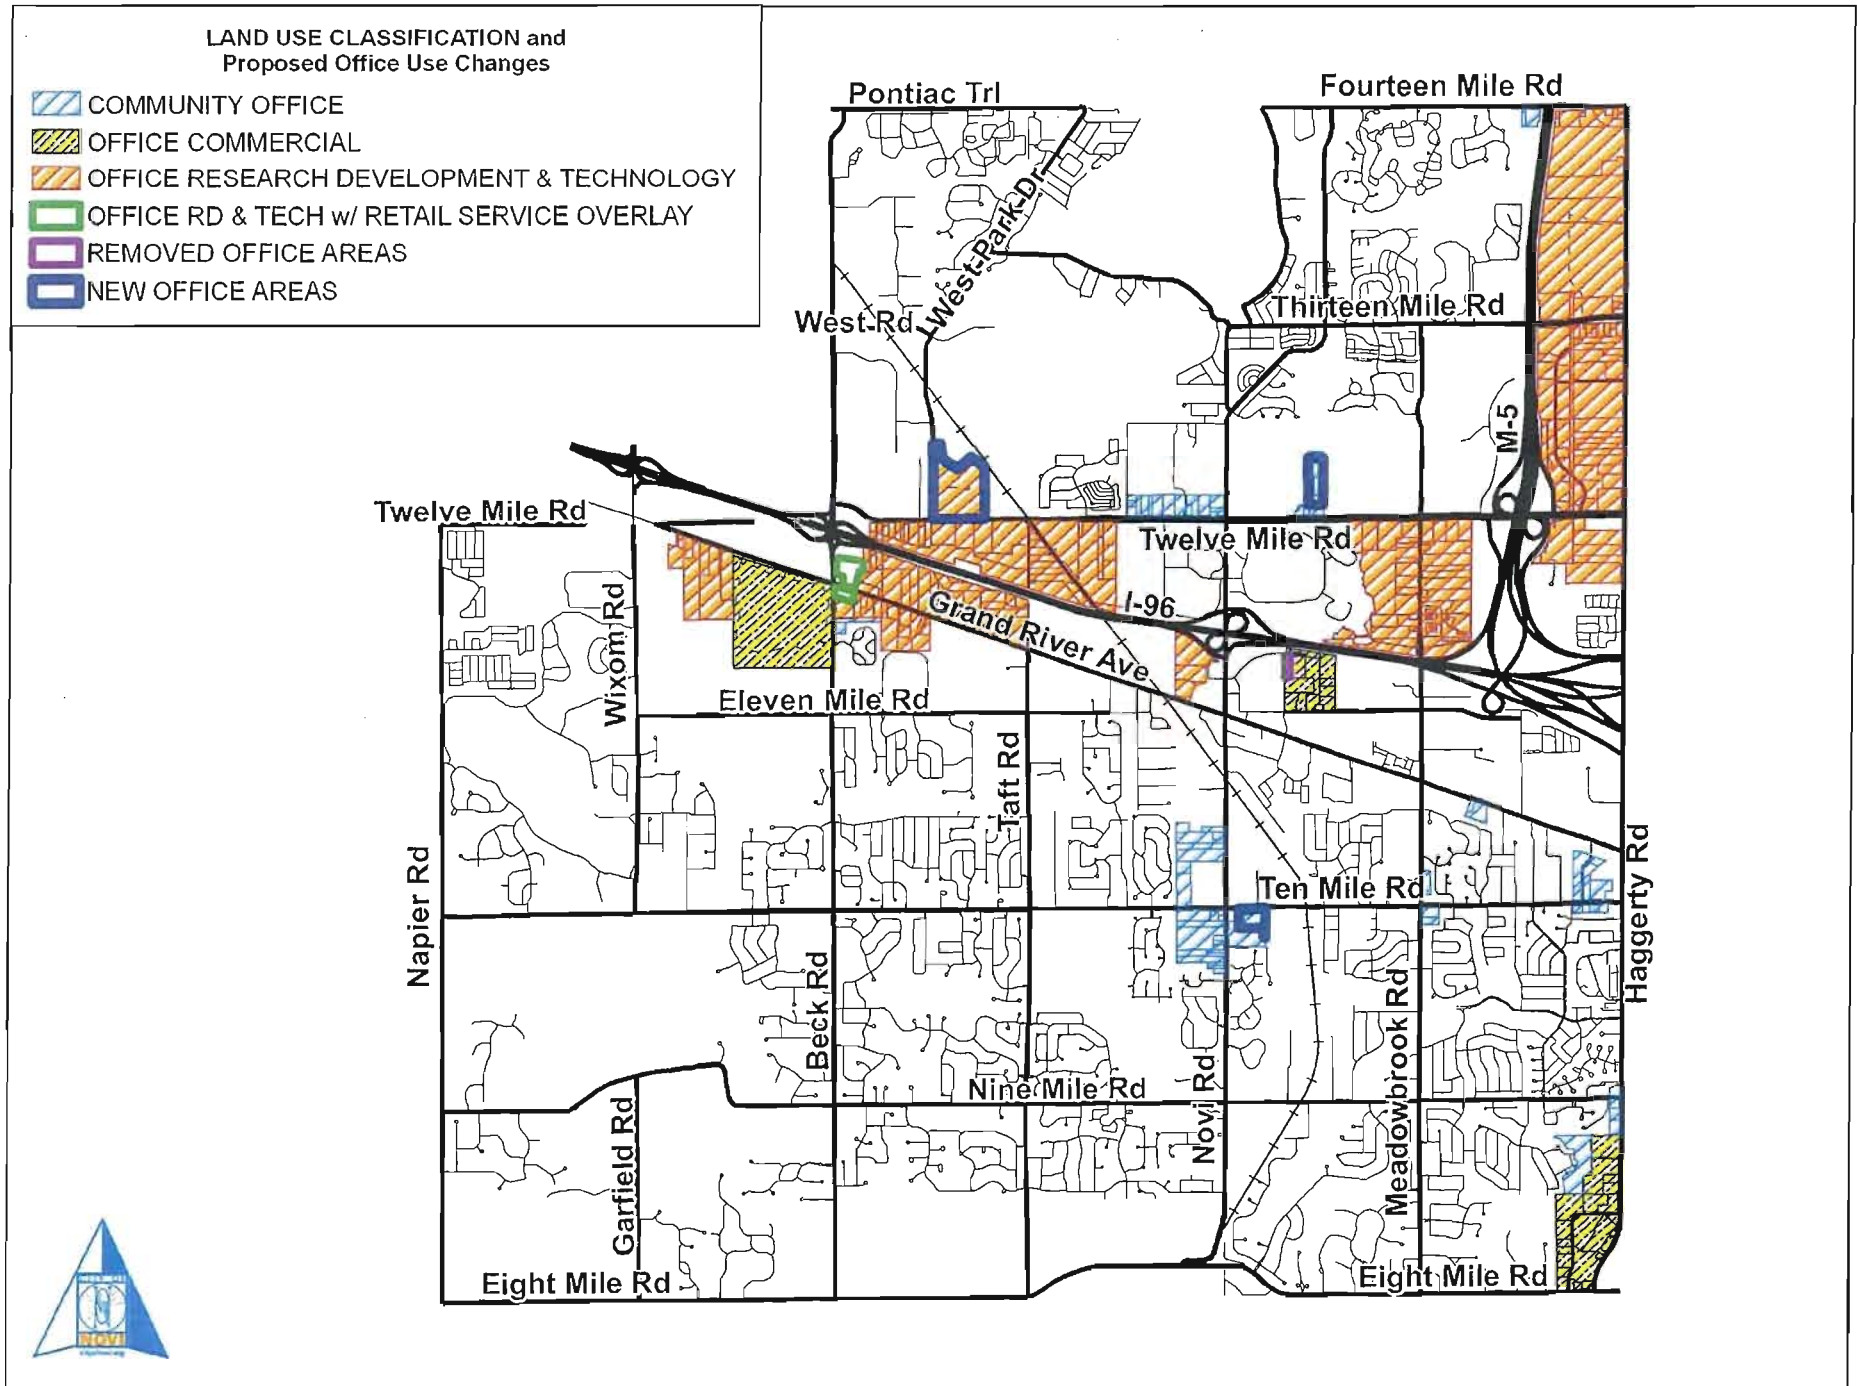 LAND USE CLASSIFICATION and
Proposed Office Use Changes
COMMUNITY OFFICE
OFFICE COMMERCIAL
OFFICE RESEARCH DEVELOPMENT & TECHNOLOGY
OFFICE RD & TECH w/ RETAIL SERVICE OVERLAY
REMOVED OFFICE AREAS
NEW OFFICE AREAS
Pontiac Trl
Fourteen Mile Rd
West Park Dr
West Rd
Thirteen Mile Rd
M-5
Twelve Mile Rd
Twelve Mile Rd
I-96
Grand River Ave
Wixom Rd
Eleven Mile Rd
Taft Rd
Napier Rd
Ten Mile Rd
Haggerty Rd
Beck Rd
Meadowbrook Rd
Novi Rd
Nine Mile Rd
Garfield Rd
Eight Mile Rd
Eight Mile Rd
NOVI